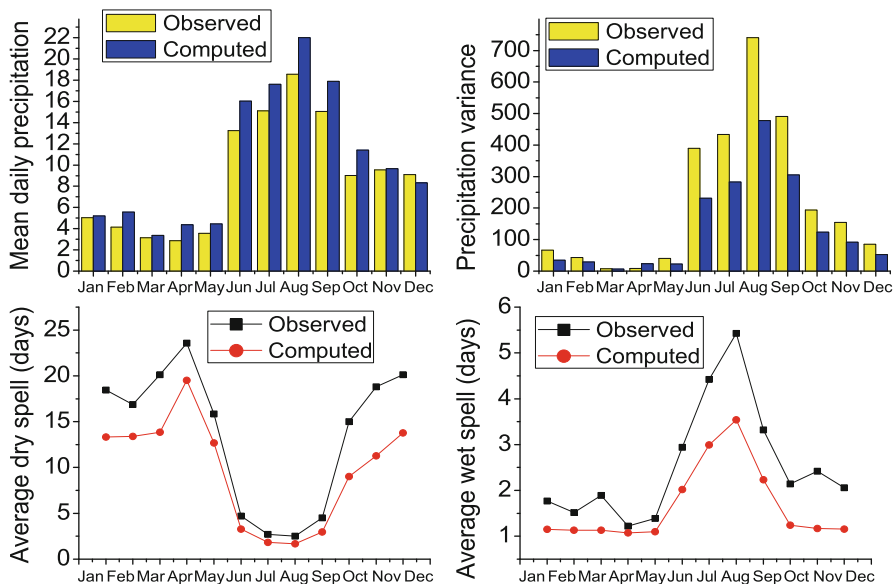 Observed
Computed
Mean daily precipitation
22
20
18
16
14
12
10
8
6
4
2
0
Jan Feb Mar Apr May Jun Jul Aug Sep Oct Nov Dec
Observed
Computed
Precipitation variance
700
600
500
400
300
200
100
0
Jan Feb Mar Apr May Jun Jul Aug Sep Oct Nov Dec
Observed
Computed
Average dry spell (days)
25
20
15
10
5
0
Jan Feb Mar Apr May Jun Jul Aug Sep Oct Nov Dec
Observed
Computed
Average wet spell (days)
6
5
4
3
2
1
Jan Feb Mar Apr May Jun Jul Aug Sep Oct Nov Dec